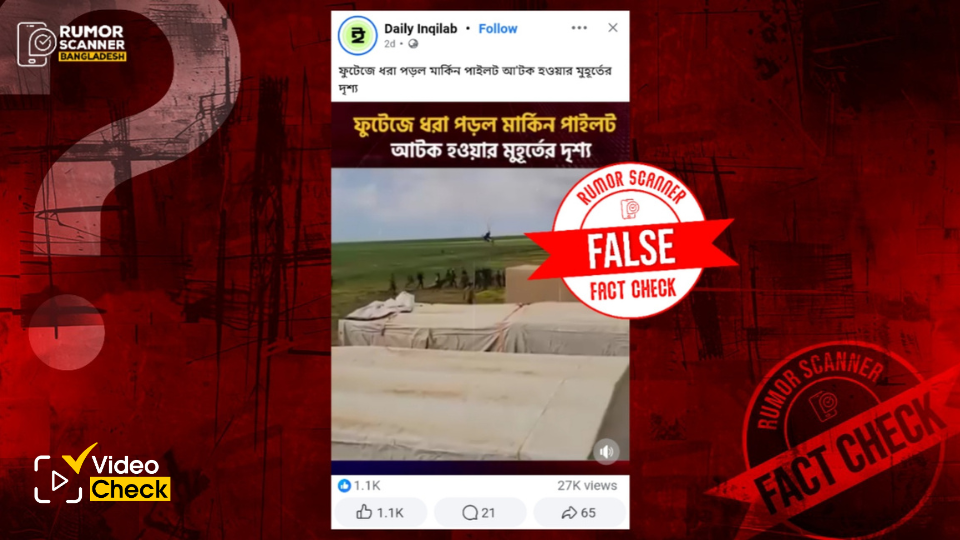 RUMOR
SCANNER
BANGLADESH
Daily Inqilab • Follow
2d •
ফুটেজে ধরা পড়ল মার্কিন পাইলট আ'টক হওয়ার মুহূর্তের
দৃশ্য
ফুটেজে ধরা পড়ল মার্কিন পাইলট
আটক হওয়ার মুহূর্তের দৃশ্য
RUMOR SCANNER
FALSE
FACT CHECK
RUMOR SCANNER
FACT CHECK
Video
Check
1.1K 27K views
1.1K 21 65